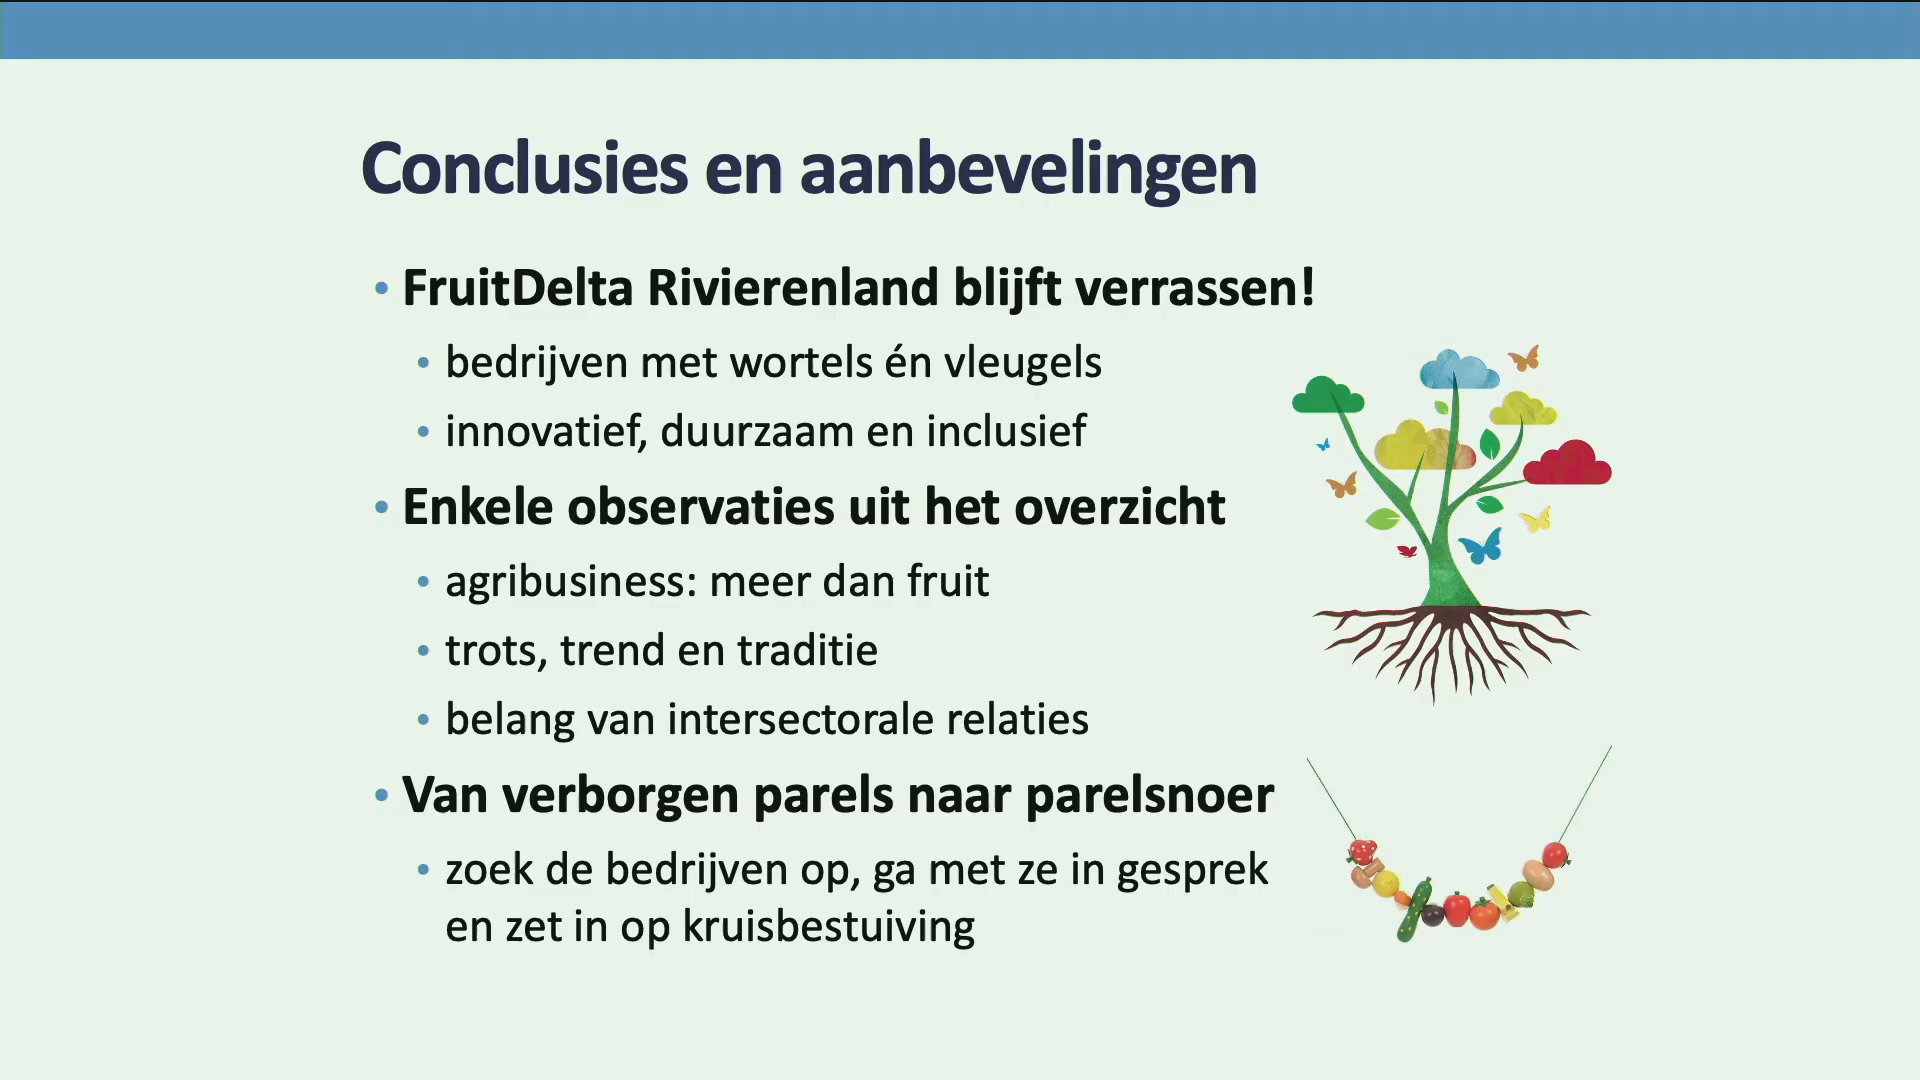 Conclusies en aanbevelingen
• FruitDelta Rivierenland blijft verrassen!
• bedrijven met wortels én vleugels
• innovatief, duurzaam en inclusief
• Enkele observaties uit het overzicht
• agribusiness: meer dan fruit
• trots, trend en traditie
• belang van intersectorale relaties
• Van verborgen parels naar parelsnoer
• zoek de bedrijven op, ga met ze in gesprek
en zet in op kruisbestuiving